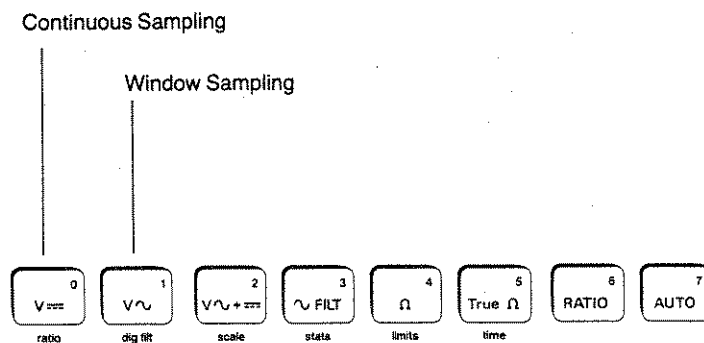 Continuous Sampling
Window Sampling
0 1 2 3 4 5 6 7
V⎓ V∿ V∿+⎓ ∿ FILT Ω True Ω RATIO AUTO
ratio dig filt scale stats limits time